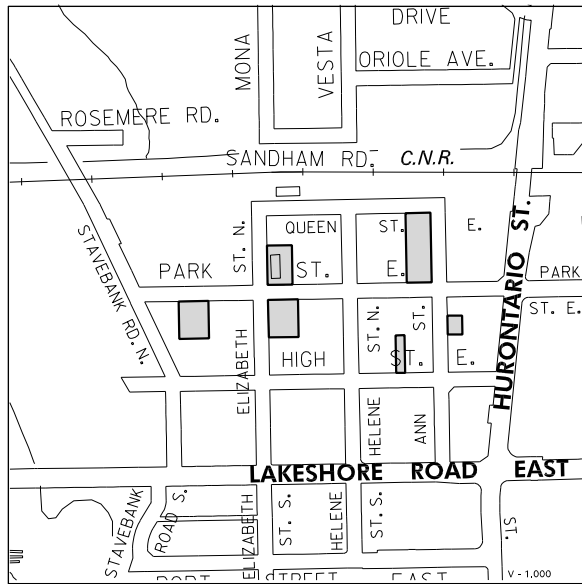 DRIVE
MONA
VESTA
ORIOLE AVE.
ROSEMERE RD.
SANDHAM RD. C.N.R.
QUEEN ST. E.
ST. N.
PARK ST. E.
PARK
ST. E.
HURONTARIO ST.
STAVEBANK RD. N.
ELIZABETH
HIGH ST. E.
ST. N.
ST.
HELENE
ANN
LAKESHORE ROAD EAST
STAVEBANK
ROAD S.
ELIZABETH
ST. S.
HELENE
ST. S.
ST.
PORT STREET EAST
V - 1,000